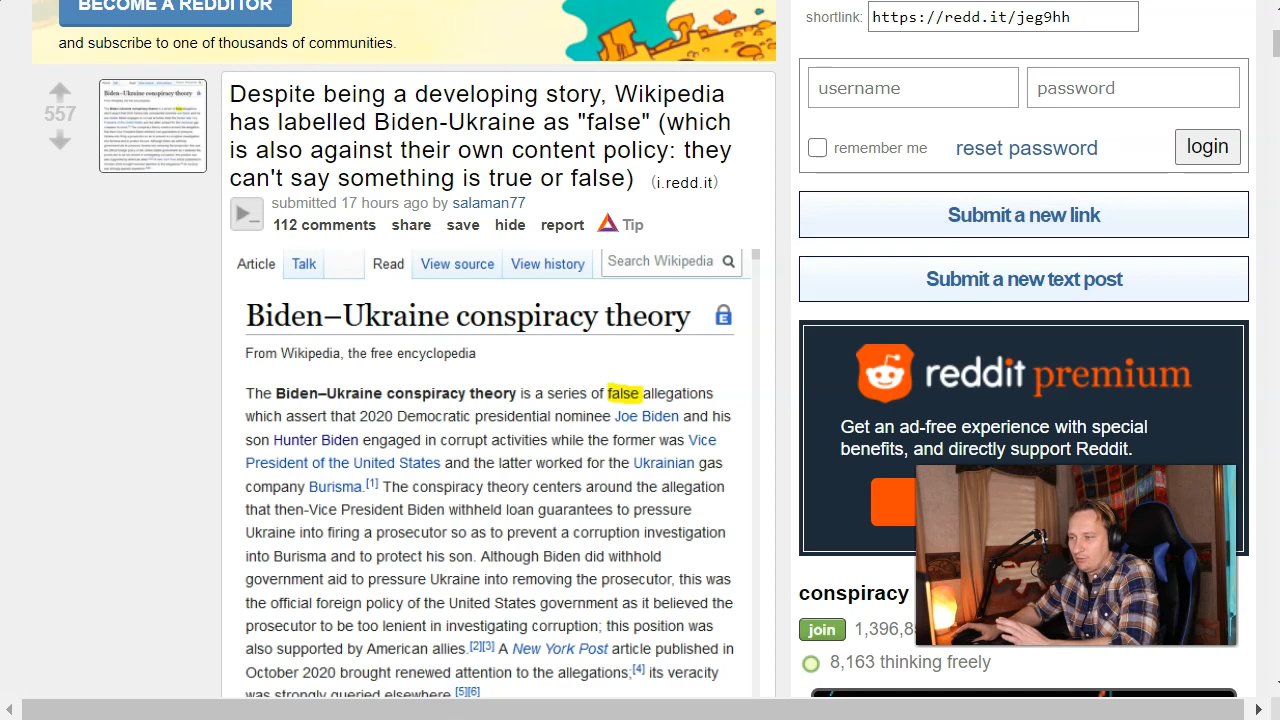 BECOME A REDDITOR
and subscribe to one of thousands of communities.
shortlink: https://redd.it/jeg9hh
username
password
remember me reset password login
557
Despite being a developing story, Wikipedia
has labelled Biden-Ukraine as "false" (which
is also against their own content policy: they
can't say something is true or false) (i.redd.it)
submitted 17 hours ago by salaman77
112 comments share save hide report Tip
Article Talk Read View source View history Search Wikipedia
Biden–Ukraine conspiracy theory
E
From Wikipedia, the free encyclopedia
The Biden–Ukraine conspiracy theory is a series of false allegations
which assert that 2020 Democratic presidential nominee Joe Biden and his
son Hunter Biden engaged in corrupt activities while the former was Vice
President of the United States and the latter worked for the Ukrainian gas
company Burisma.[1] The conspiracy theory centers around the allegation
that then-Vice President Biden withheld loan guarantees to pressure
Ukraine into firing a prosecutor so as to prevent a corruption investigation
into Burisma and to protect his son. Although Biden did withhold
government aid to pressure Ukraine into removing the prosecutor, this was
the official foreign policy of the United States government as it believed the
prosecutor to be too lenient in investigating corruption; this position was
also supported by American allies.[2][3] A New York Post article published in
October 2020 brought renewed attention to the allegations;[4] its veracity
was strongly queried elsewhere.[5][6]
Submit a new link
Submit a new text post
reddit premium
Get an ad-free experience with special
benefits, and directly support Reddit.
conspiracy
join 1,396,8
8,163 thinking freely